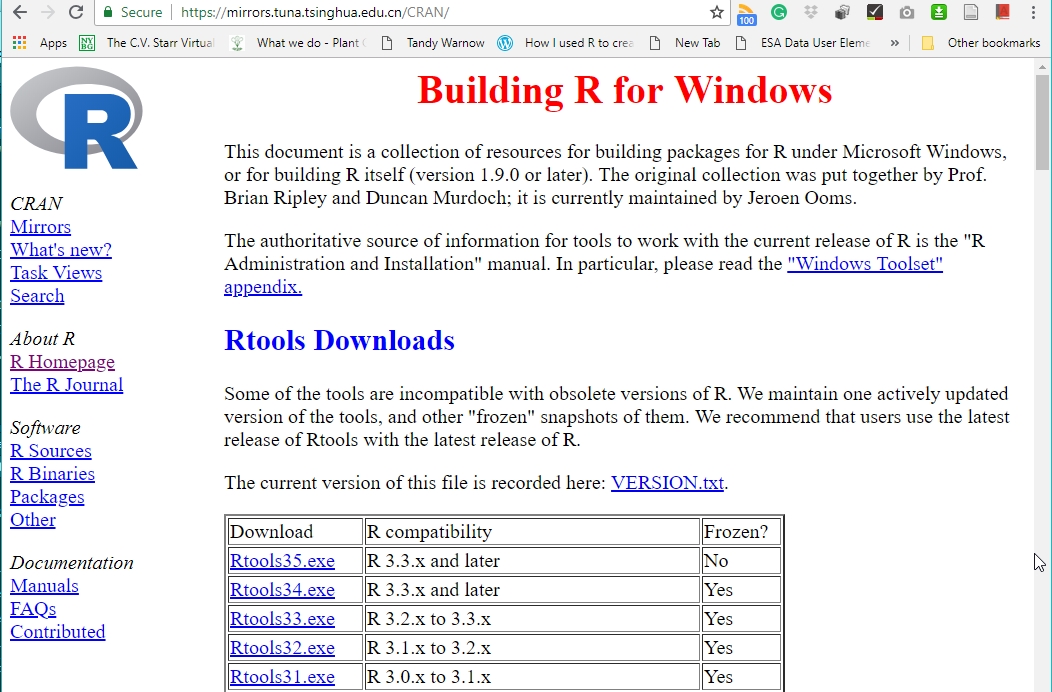 Secure
https://mirrors.tuna.tsinghua.edu.cn/CRAN/
100
Apps
NY BG
The C.V. Starr Virtual
What we do - Plant
Tandy Warnow
How I used R to crea
New Tab
ESA Data User Eleme
»
Other bookmarks
R
CRAN
Mirrors
What's new?
Task Views
Search
About R
R Homepage
The R Journal
Software
R Sources
R Binaries
Packages
Other
Documentation
Manuals
FAQs
Contributed
Building R for Windows
This document is a collection of resources for building packages for R under Microsoft Windows,
or for building R itself (version 1.9.0 or later). The original collection was put together by Prof.
Brian Ripley and Duncan Murdoch; it is currently maintained by Jeroen Ooms.
The authoritative source of information for tools to work with the current release of R is the "R
Administration and Installation" manual. In particular, please read the "Windows Toolset"
appendix.
Rtools Downloads
Some of the tools are incompatible with obsolete versions of R. We maintain one actively updated
version of the tools, and other "frozen" snapshots of them. We recommend that users use the latest
release of Rtools with the latest release of R.
The current version of this file is recorded here: VERSION.txt.
Download R compatibility Frozen?
Rtools35.exe R 3.3.x and later No
Rtools34.exe R 3.3.x and later Yes
Rtools33.exe R 3.2.x to 3.3.x Yes
Rtools32.exe R 3.1.x to 3.2.x Yes
Rtools31.exe R 3.0.x to 3.1.x Yes